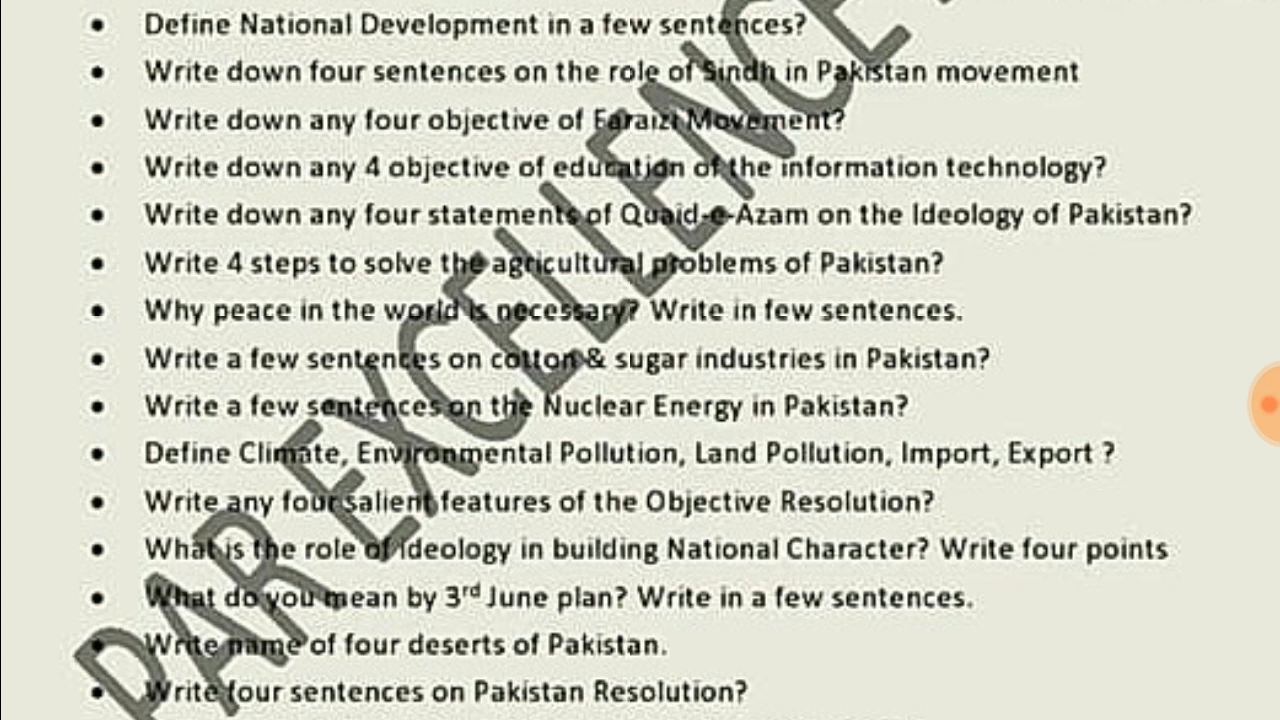 • Define National Development in a few sentences?
• Write down four sentences on the role of Sindh in Pakistan movement
• Write down any four objective of Faraizi Movement?
• Write down any 4 objective of education of the information technology?
• Write down any four statements of Quaid-e-Azam on the Ideology of Pakistan?
• Write 4 steps to solve the agricultural problems of Pakistan?
• Why peace in the world is necessary? Write in few sentences.
• Write a few sentences on cotton & sugar industries in Pakistan?
• Write a few sentences on the Nuclear Energy in Pakistan?
• Define Climate, Environmental Pollution, Land Pollution, Import, Export ?
• Write any four salient features of the Objective Resolution?
• What is the role of Ideology in building National Character? Write four points
• What do you mean by 3rd June plan? Write in a few sentences.
• Write name of four deserts of Pakistan.
• Write four sentences on Pakistan Resolution?
PAR EXCELLENCE